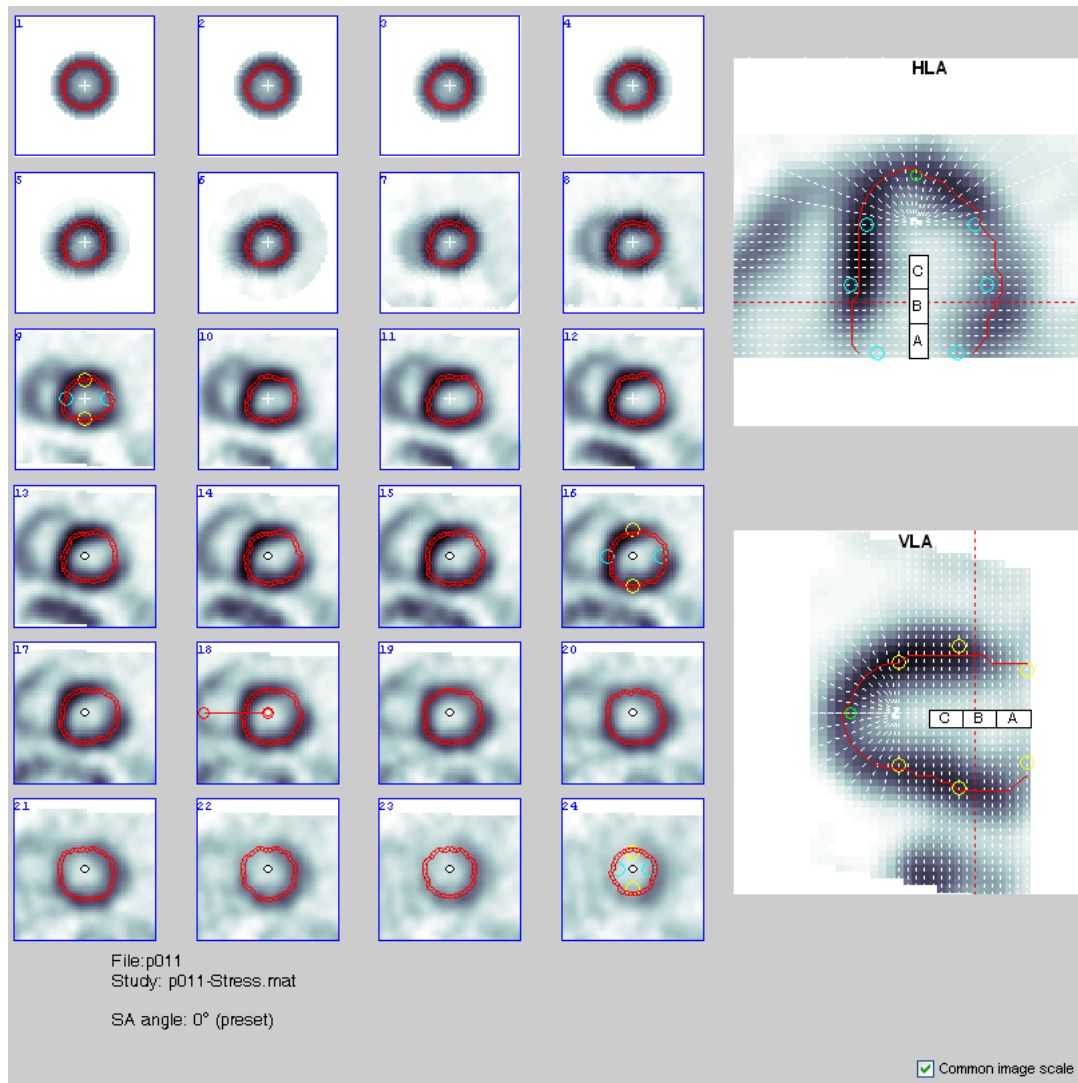 1
2
3
4
HLA
5
6
7
8
C
B
A
9
10
11
12
13
14
15
16
VLA
17
18
19
20
C B A
21
22
23
24
File:p011
Study: p011-Stress.mat
SA angle: 0° (preset)
Common image scale